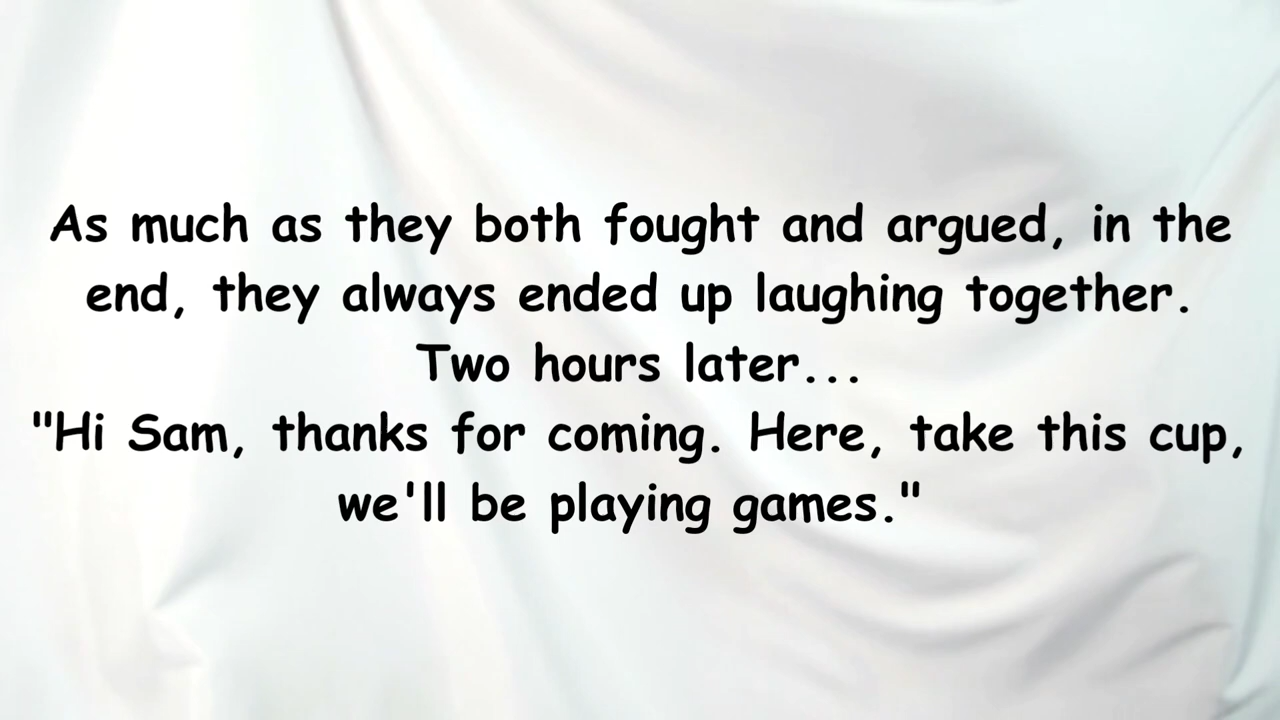 As much as they both fought and argued, in the
end, they always ended up laughing together.
Two hours later...
"Hi Sam, thanks for coming. Here, take this cup,
we'll be playing games."